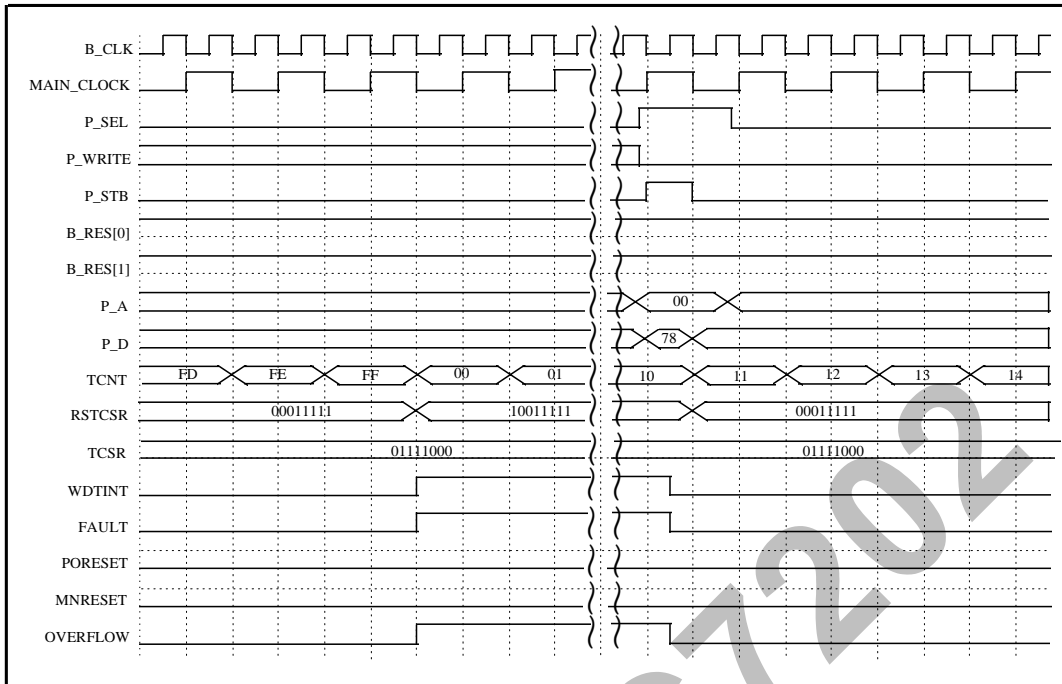 B_CLK
MAIN_CLOCK
P_SEL
P_WRITE
P_STB
B_RES[0]
B_RES[1]
P_A 00
P_D 78
TCNT FD FE FF 00 01 10 11 12 13 14
RSTCSR 00011111 10011111 00011111
TCSR 01111000 01111000
WDTINT
FAULT
PORESET
MNRESET
OVERFLOW
67202